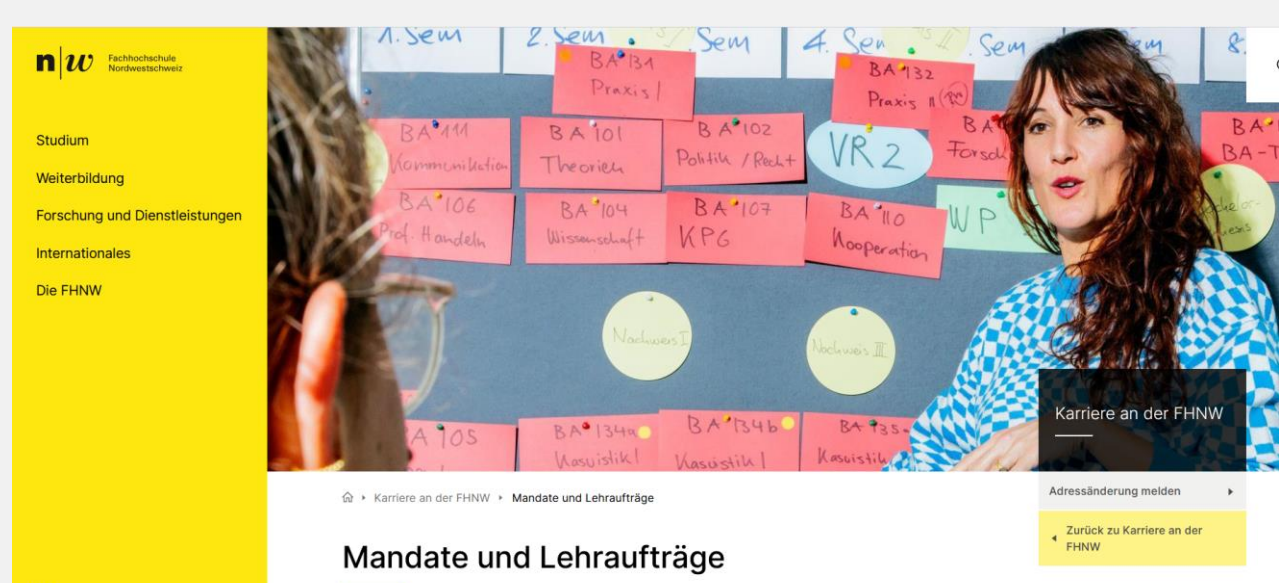 n|w
Fachhochschule
Nordwestschweiz
Studium
Weiterbildung
Forschung und Dienstleistungen
Internationales
Die FHNW
1. Sem
2. Sem
Sem
4. Sem
Sem
8.
BA 131
Praxis I
BA 132
Praxis II
BA 111
Kommunikation
BA 101
Theorien
BA 102
Politik / Recht
VR 2
Forsch
BA-T
BA 106
Prof. Handeln
BA 104
Wissenschaft
BA 107
KPG
BA 110
Kooperation
WP
Nachweis I
Nachweis III
A 105
BA 134a
Kasuistik I
BA 134b
Kasuistik I
BA 135
Kasuistik
Karriere an der FHNW
Adressänderung melden
Zurück zu Karriere an der
FHNW
Karriere an der FHNW
Mandate und Lehraufträge
Mandate und Lehraufträge